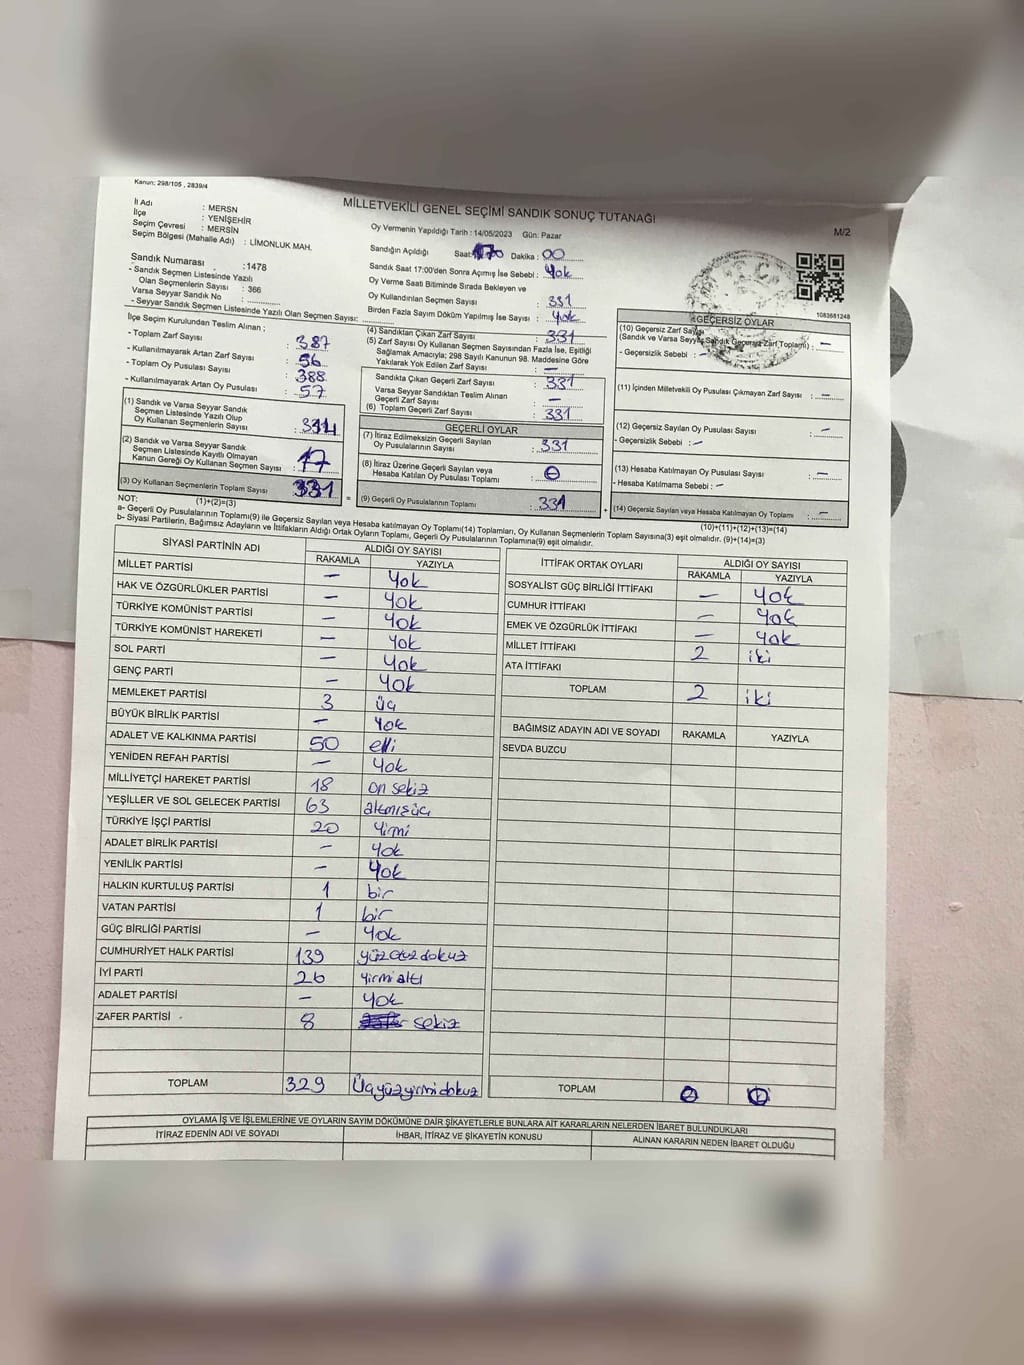 Kanun: 298/105 , 2839/4
MİLLETVEKİLİ GENEL SEÇİMİ SANDIK SONUÇ TUTANAĞI
M/2
İl Adı : MERSN
İlçe : YENİŞEHİR
Seçim Çevresi : MERSİN
Seçim Bölgesi (Mahalle Adı) : LİMONLUK MAH.
Sandık Numarası :1478
- Sandık Seçmen Listesinde Yazılı
Olan Seçmenlerin Sayısı : 366
Varsa Seyyar Sandık No : ..............
- Seyyar Sandık Seçmen Listesinde Yazılı Olan Seçmen Sayısı: ..............
Oy Vermenin Yapıldığı Tarih : 14/05/2023 Gün: Pazar
Sandığın Açıldığı Saat: Dakika : 00
Sandık Saat 17:00'den Sonra Açımış İse Sebebi : Yok
Oy Verme Saati Bitiminde Sırada Bekleyen ve
Oy Kullandırılan Seçmen Sayısı : 331
Birden Fazla Sayım Döküm Yapılmış İse Sayısı : Yok
1083681248
İlçe Seçim Kurulundan Teslim Alınan ;
- Toplam Zarf Sayısı : 387
- Kullanılmayarak Artan Zarf Sayısı : 56
- Toplam Oy Pusulası Sayısı : 388
- Kullanılmayarak Artan Oy Pusulası : 57
(1) Sandık ve Varsa Seyyar Sandık
Seçmen Listesinde Yazılı Olup
Oy Kullanan Seçmenlerin Sayısı : 314
(2) Sandık ve Varsa Seyyar Sandık
Seçmen Listesinde Kayıtlı Olmayan
Kanun Gereği Oy Kullanan Seçmen Sayısı : 17
(3) Oy Kullanan Seçmenlerin Toplam Sayısı : 331
(1)+(2)=(3)
(4) Sandıktan Çıkan Zarf Sayısı : 331
(5) Zarf Sayısı Oy Kullanan Seçmen Sayısından Fazla İse, Eşitliği
Sağlamak Amacıyla; 298 Sayılı Kanunun 98. Maddesine Göre
Yakılarak Yok Edilen Zarf Sayısı : —
Sandıkta Çıkan Geçerli Zarf Sayısı : 331
Varsa Seyyar Sandıktan Teslim Alınan
Geçerli Zarf Sayısı : —
(6) Toplam Geçerli Zarf Sayısı : 331
GEÇERLİ OYLAR
(7) İtiraz Edilmeksizin Geçerli Sayılan
Oy Pusulalarının Sayısı : 331
(8) İtiraz Üzerine Geçerli Sayılan veya
Hesaba Katılan Oy Pusulası Toplamı :
= (9) Geçerli Oy Pusulalarının Toplamı : 331
GEÇERSİZ OYLAR
(10) Geçersiz Zarf Sayısı
(Sandık ve Varsa Seyyar Sandık Geçersiz Zarf Toplamı) : —
- Geçersizlik Sebebi : —
(11) İçinden Milletvekili Oy Pusulası Çıkmayan Zarf Sayısı : —
(12) Geçersiz Sayılan Oy Pusulası Sayısı : —
- Geçersizlik Sebebi : —
(13) Hesaba Katılmayan Oy Pusulası Sayısı : —
- Hesaba Katılmama Sebebi : —
+ (14) Geçersiz Sayılan veya Hesaba Katılmayan Oy Toplamı : —
(10)+(11)+(12)+(13)=(14)
NOT:
a- Geçerli Oy Pusulalarının Toplamı(9) ile Geçersiz Sayılan veya Hesaba katılmayan Oy Toplamı(14) Toplamları, Oy Kullanan Seçmenlerin Toplam Sayısına(3) eşit olmalıdır. (9)+(14)=(3)
b- Siyasi Partilerin, Bağımsız Adayların ve İttifakların Aldığı Ortak Oyların Toplamı, Geçerli Oy Pusulalarının Toplamına(9) eşit olmalıdır.
SİYASİ PARTİNİN ADI ALDIĞI OY SAYISI
RAKAMLA YAZIYLA
MİLLET PARTİSİ — Yok
HAK VE ÖZGÜRLÜKLER PARTİSİ — Yok
TÜRKİYE KOMÜNİST PARTİSİ — Yok
TÜRKİYE KOMÜNİST HAREKETİ — Yok
SOL PARTİ — Yok
GENÇ PARTİ — Yok
MEMLEKET PARTİSİ 3 üç
BÜYÜK BİRLİK PARTİSİ — Yok
ADALET VE KALKINMA PARTİSİ 50 elli
YENİDEN REFAH PARTİSİ — Yok
MİLLİYETÇİ HAREKET PARTİSİ 18 on sekiz
YEŞİLLER VE SOL GELECEK PARTİSİ 63 altmışüç
TÜRKİYE İŞÇİ PARTİSİ 20 Yirmi
ADALET BİRLİK PARTİSİ — Yok
YENİLİK PARTİSİ — Yok
HALKIN KURTULUŞ PARTİSİ 1 bir
VATAN PARTİSİ 1 bir
GÜÇ BİRLİĞİ PARTİSİ — Yok
CUMHURİYET HALK PARTİSİ 139 yüzotuzdokuz
İYİ PARTİ 26 Yirmialtı
ADALET PARTİSİ — Yok
ZAFER PARTİSİ 8 sekiz
TOPLAM 329 Üçyüzyirmidokuz
İTTİFAK ORTAK OYLARI ALDIĞI OY SAYISI
RAKAMLA YAZIYLA
SOSYALİST GÜÇ BİRLİĞİ İTTİFAKI — Yok
CUMHUR İTTİFAKI — Yok
EMEK VE ÖZGÜRLÜK İTTİFAKI — Yok
MİLLET İTTİFAKI 2 iki
ATA İTTİFAKI
TOPLAM 2 iki
BAĞIMSIZ ADAYIN ADI VE SOYADI RAKAMLA YAZIYLA
SEVDA BUZCU
TOPLAM
OYLAMA İŞ VE İŞLEMLERİNE VE OYLARIN SAYIM DÖKÜMÜNE DAİR ŞİKAYETLERLE BUNLARA AİT KARARLARIN NELERDEN İBARET BULUNDUKLARI
İTİRAZ EDENİN ADI VE SOYADI İHBAR, İTİRAZ VE ŞİKAYETİN KONUSU ALINAN KARARIN NEDEN İBARET OLDUĞU